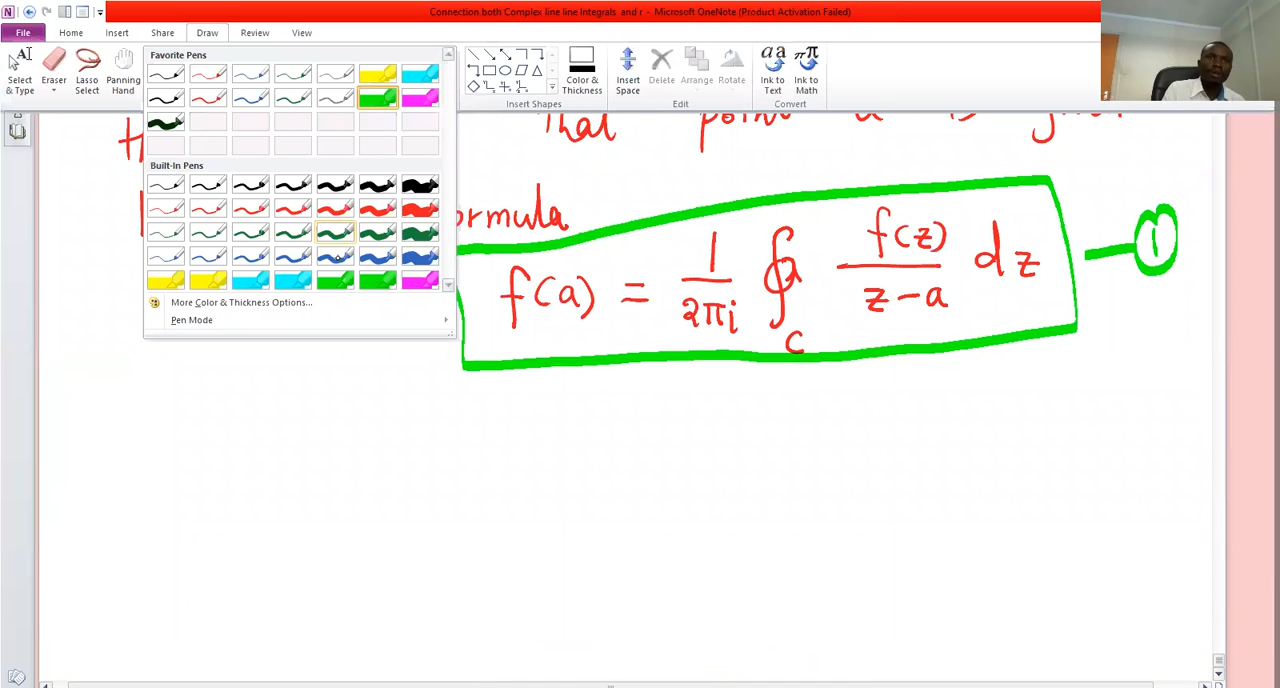 Connection both Complex line line Integrals and r - Microsoft OneNote (Product Activation Failed)
File Home Insert Share Draw Review View
Select & Type
Eraser
Lasso Select
Panning Hand
Favorite Pens
Built-In Pens
More Color & Thickness Options...
Pen Mode
Color & Thickness
Insert Shapes
Insert Space
Delete
Arrange
Rotate
Edit
Ink to Text
Ink to Math
Convert
That point a is
ormula
f(a) = \frac{1}{2πi} ∮_C \frac{f(z)}{z-a} dz — ①